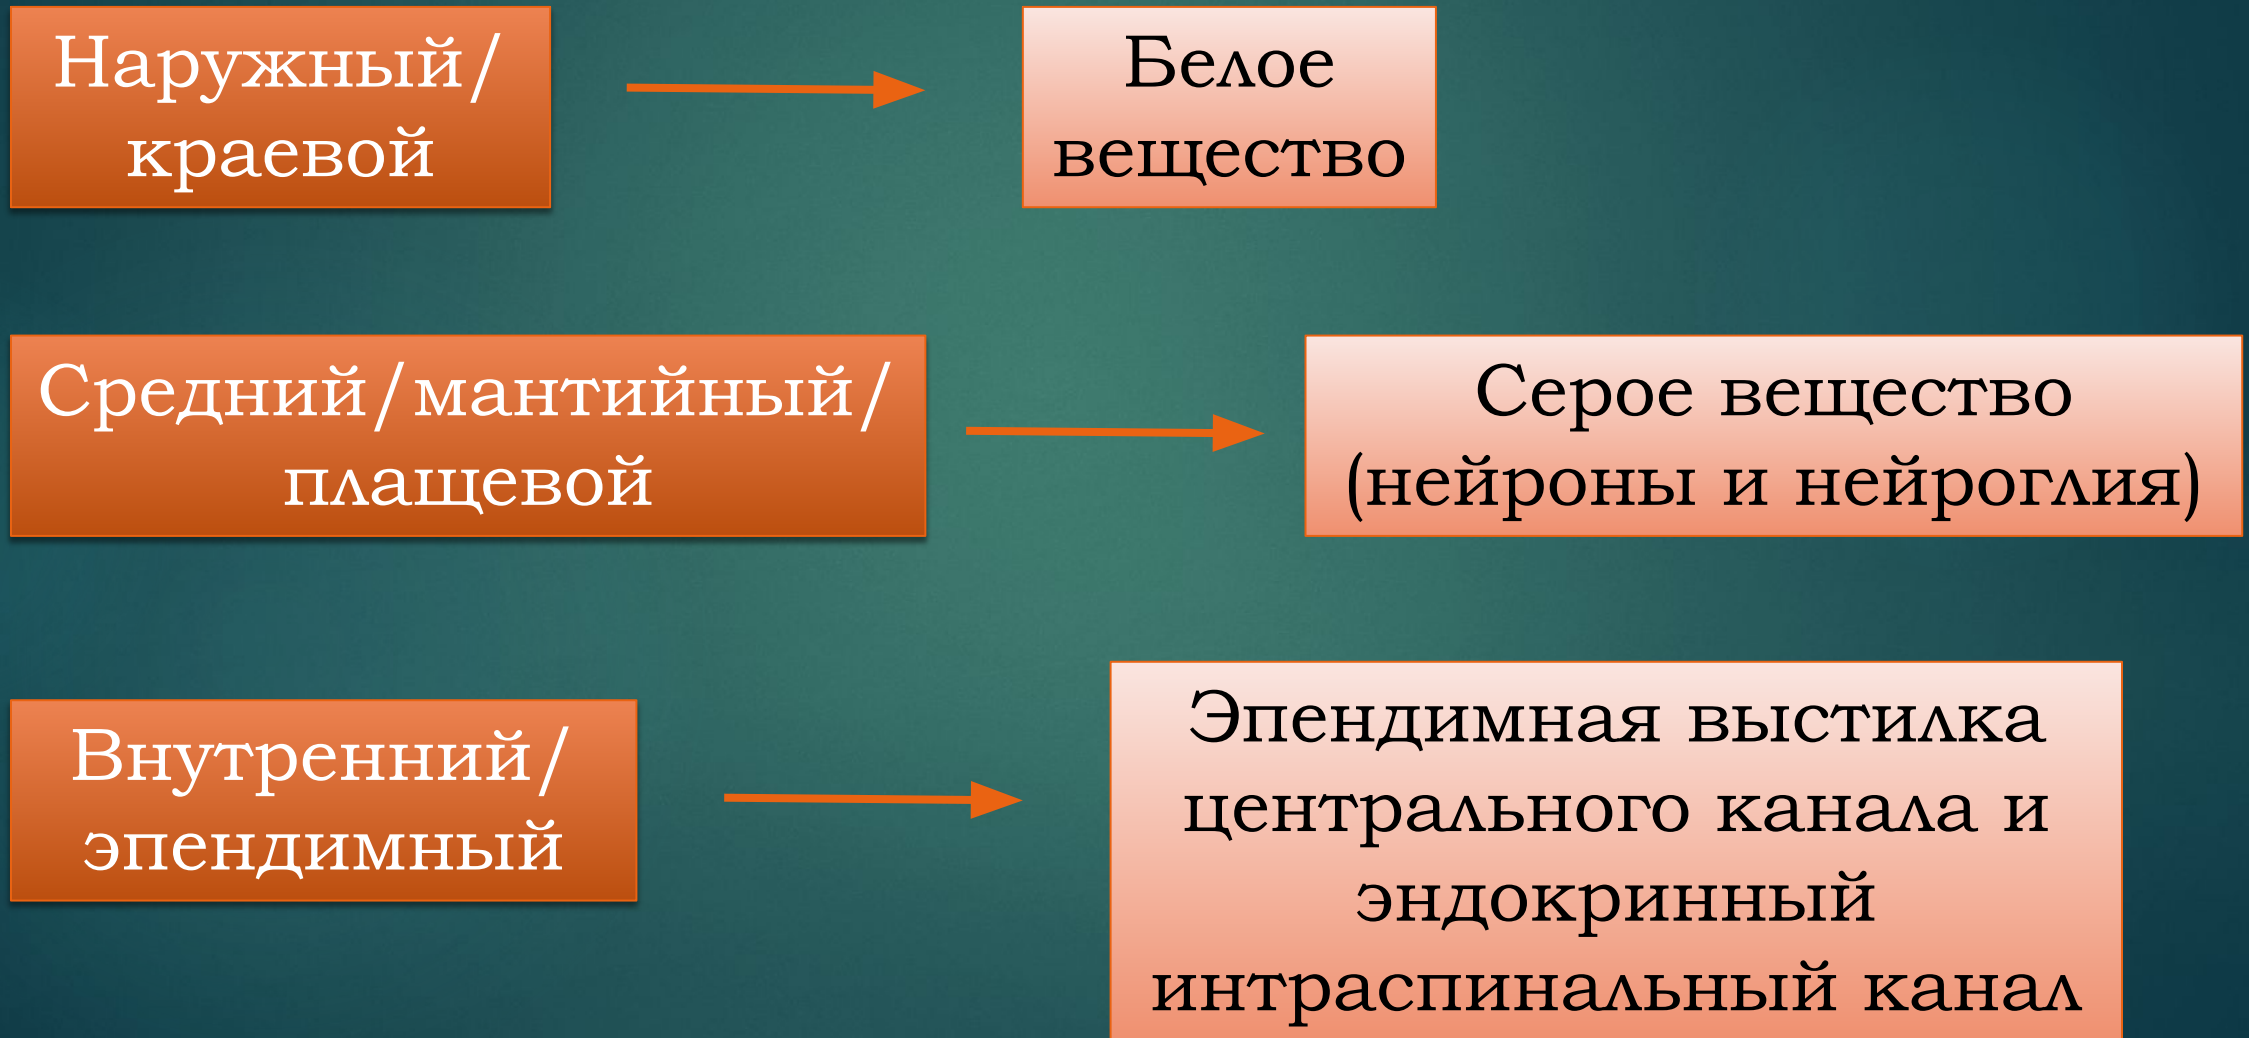 Наружный/
краевой
Белое
вещество
Средний/мантийный/
плащевой
Серое вещество
(нейроны и нейроглия)
Внутренний/
эпендимный
Эпендимная выстилка
центрального канала и
эндокринный
интраспинальный канал